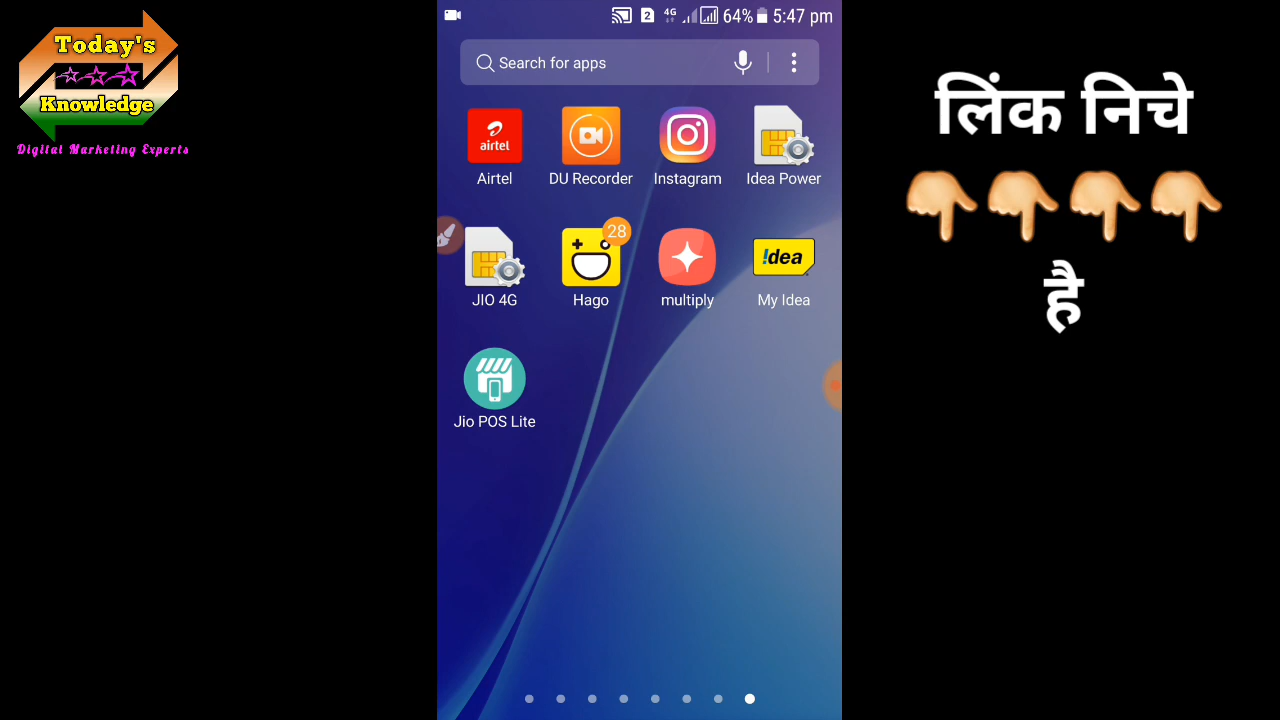 Today's
Knowledge
Digital Marketing Experts
2 4G 64% 5:47 pm
Search for apps
airtel
Airtel
DU Recorder
Instagram
Idea Power
28
!dea
JIO 4G
Hago
multiply
My Idea
Jio POS Lite
लिंक निचे
👇👇👇👇
है